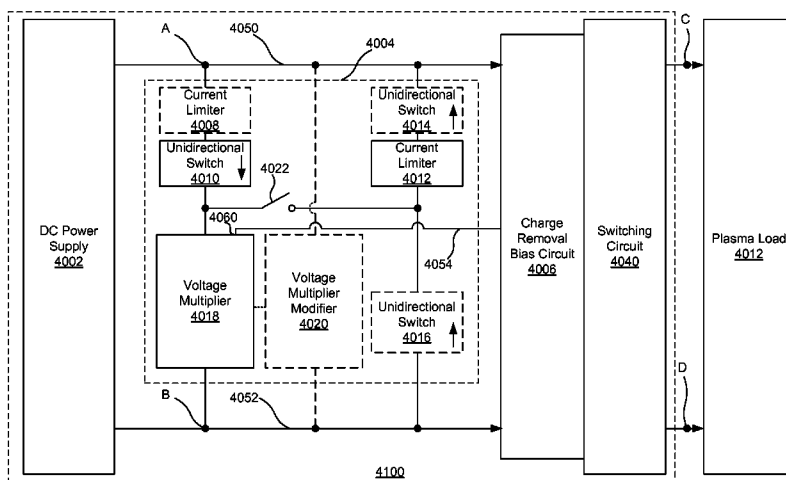 A
4050
4004
C
Current
Limiter
4008
Unidirectional
Switch
4014
Unidirectional
Switch
4010
Current
Limiter
4012
4022
4060
DC Power
Supply
4002
Voltage
Multiplier
4018
Voltage
Multiplier
Modifier
4020
4054
Unidirectional
Switch
4016
Charge
Removal
Bias Circuit
4006
Switching
Circuit
4040
Plasma Load
4012
B
4052
D
4100